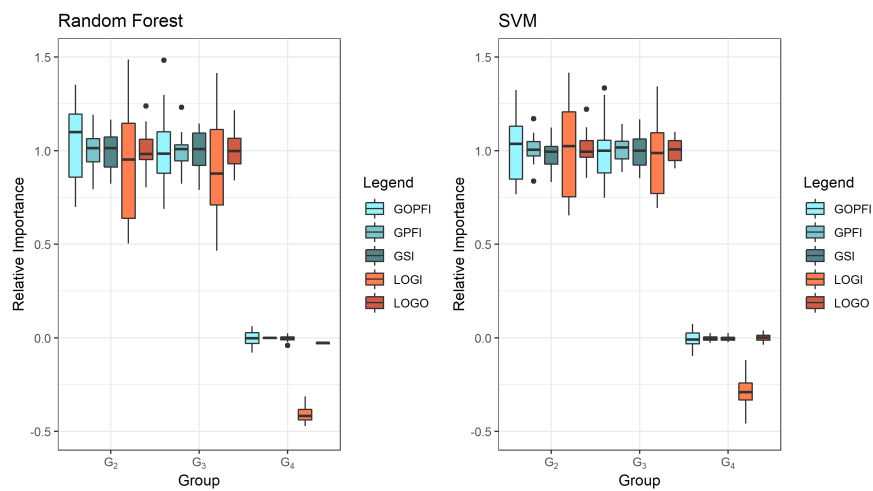 Random Forest
1.5
1.0
0.5
0.0
-0.5
Relative Importance
G2
G3
G4
Group
Legend
GOPFI
GPFI
GSI
LOGI
LOGO
SVM
1.5
1.0
0.5
0.0
-0.5
Relative Importance
G2
G3
G4
Group
Legend
GOPFI
GPFI
GSI
LOGI
LOGO